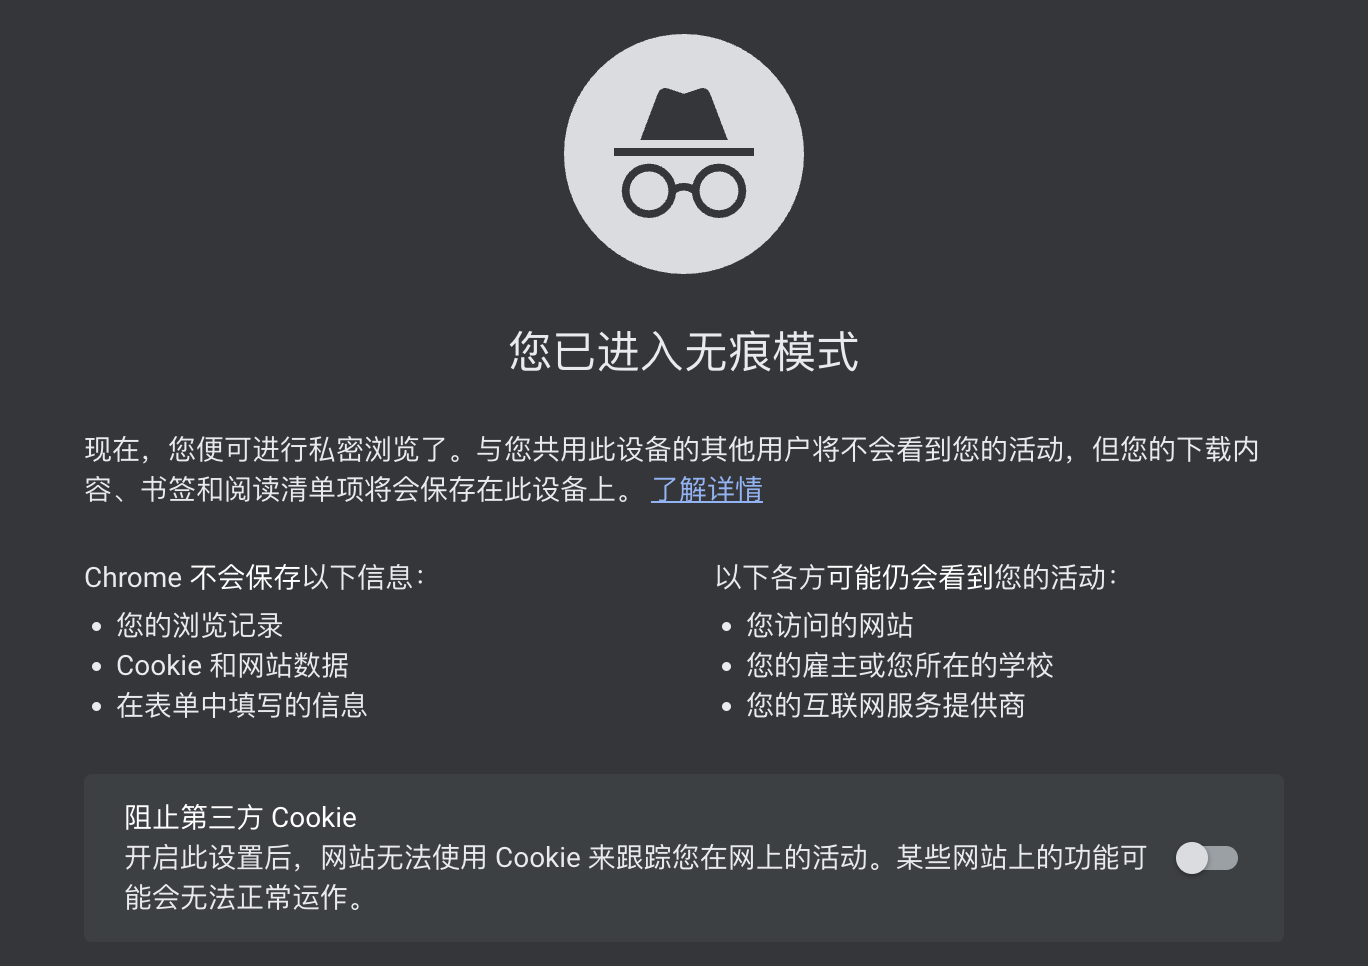 您已进入无痕模式
现在，您便可进行私密浏览了。与您共用此设备的其他用户将不会看到您的活动，但您的下载内
容、书签和阅读清单项将会保存在此设备上。 了解详情
Chrome 不会保存以下信息：
您的浏览记录
Cookie 和网站数据
在表单中填写的信息
以下各方可能仍会看到您的活动：
您访问的网站
您的雇主或您所在的学校
您的互联网服务提供商
阻止第三方 Cookie
开启此设置后，网站无法使用 Cookie 来跟踪您在网上的活动。某些网站上的功能可
能会无法正常运作。